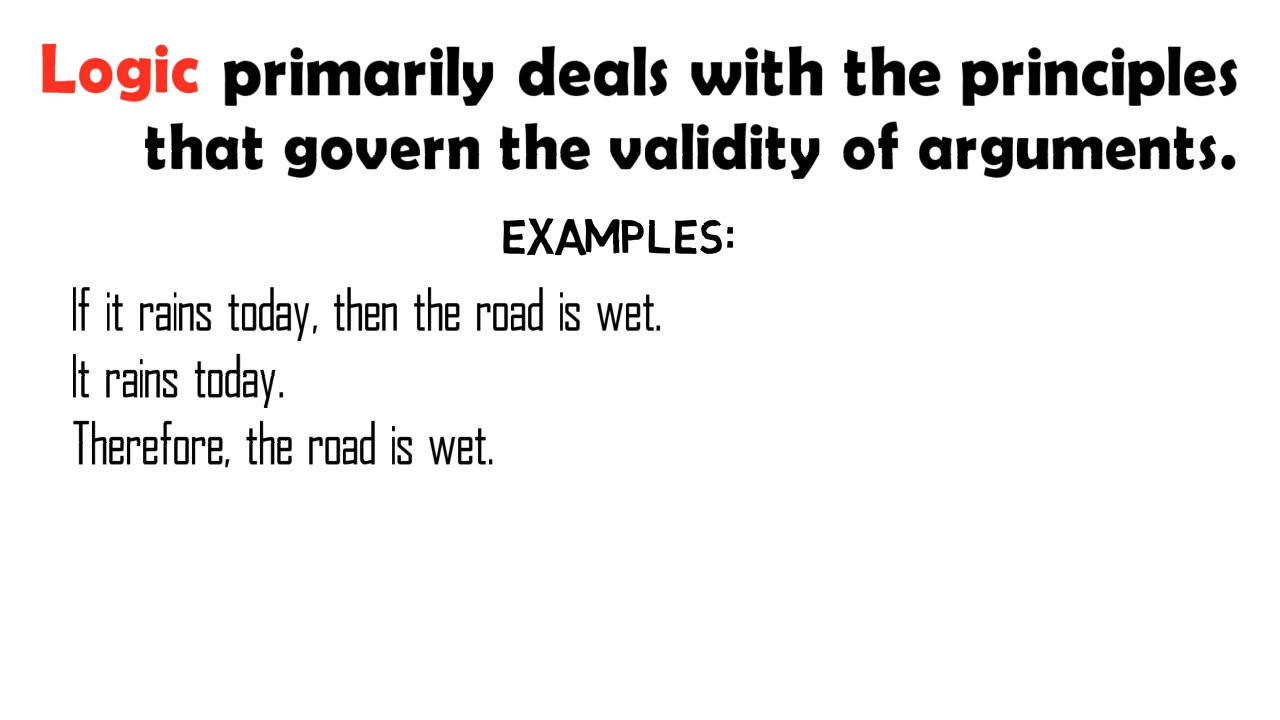 Logic primarily deals with the principles
that govern the validity of arguments.
EXAMPLES:
If it rains today, then the road is wet.
It rains today.
Therefore, the road is wet.